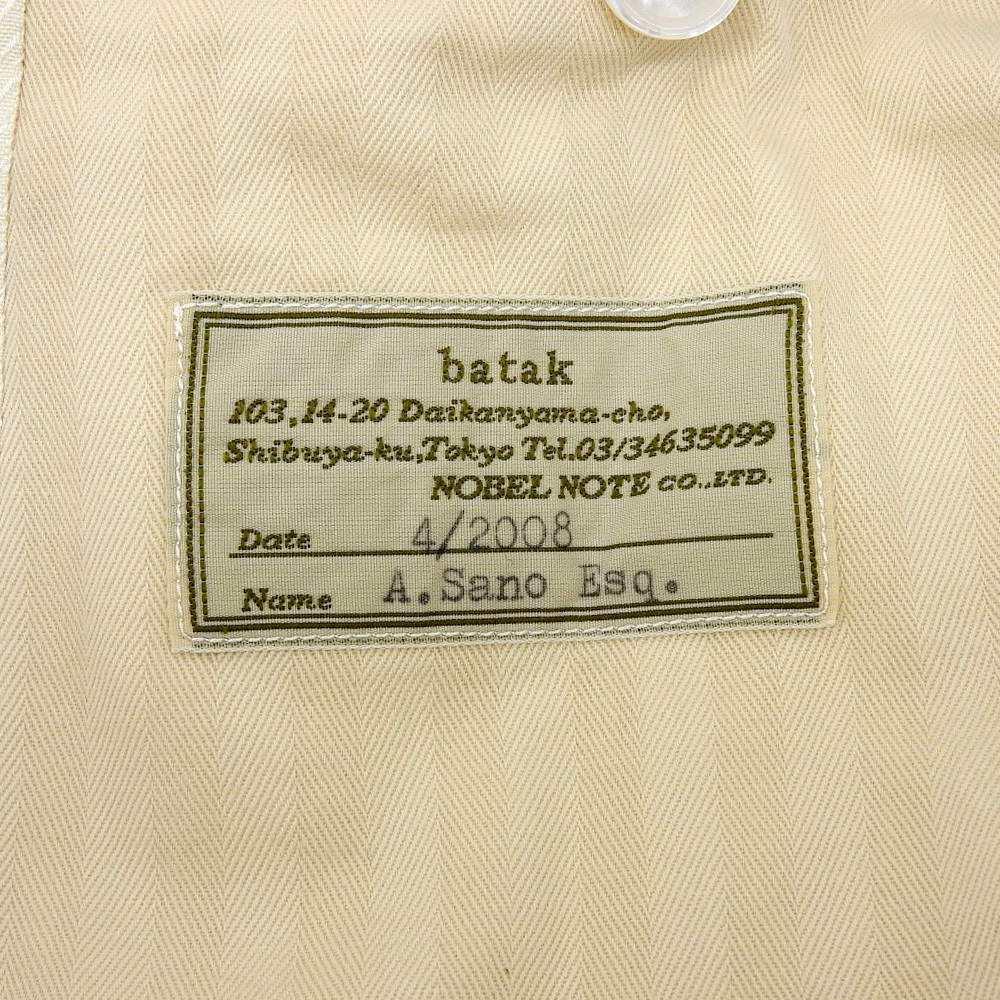 batak
103,14-20 Daikanyama-cho,
Shibuya-ku,Tokyo Tel.03/34635099
NOBEL NOTE CO.,LTD.
Date 4/2008
Name A.Sano Esq.